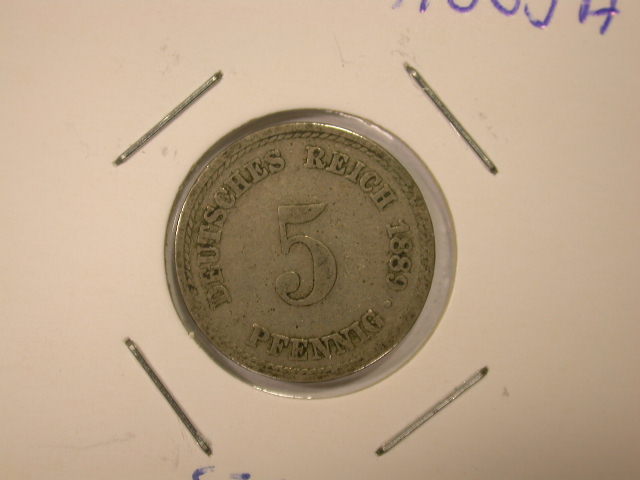 DEUTSCHES REICH 1889 ·
5
PFENNIG